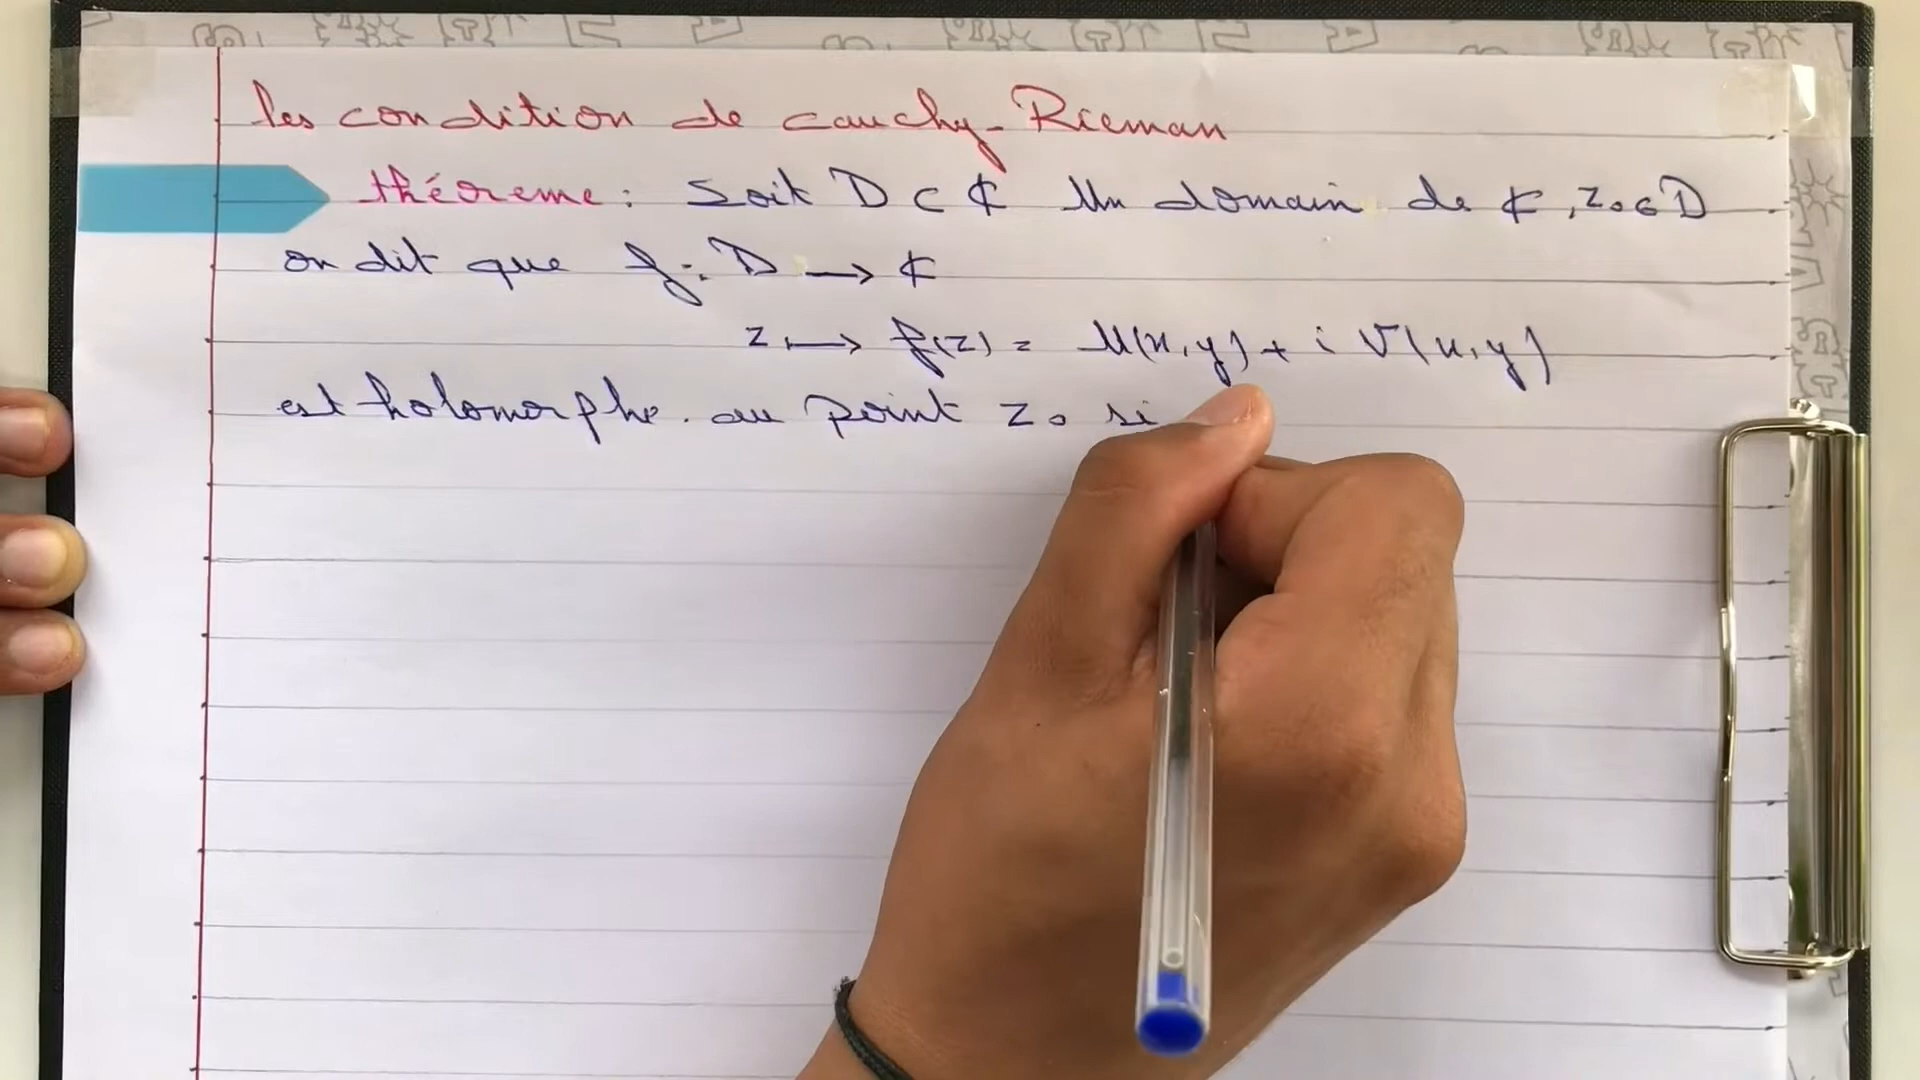 les condition de cauchy-Rieman
théoreme : Soit D ⊂ ℂ Un domain de ℂ, z₀ ∈ D
on dit que f : D → ℂ
z ↦ f(z) = U(x,y) + i V(x,y)
est holomorphe. au point z₀ si